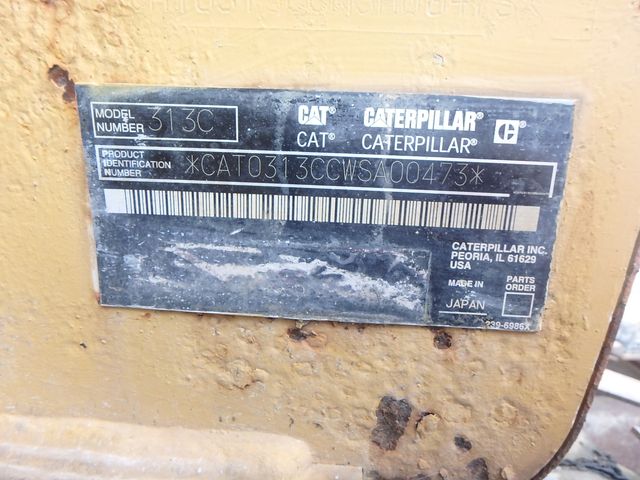 MODEL NUMBER 313C
CAT® CATERPILLAR® C®
CAT® CATERPILLAR®
PRODUCT IDENTIFICATION NUMBER *CAT0313CCWSA00473*
CATERPILLAR INC.
PEORIA, IL 61629
USA
MADE IN
JAPAN
PARTS ORDER
239-6986X